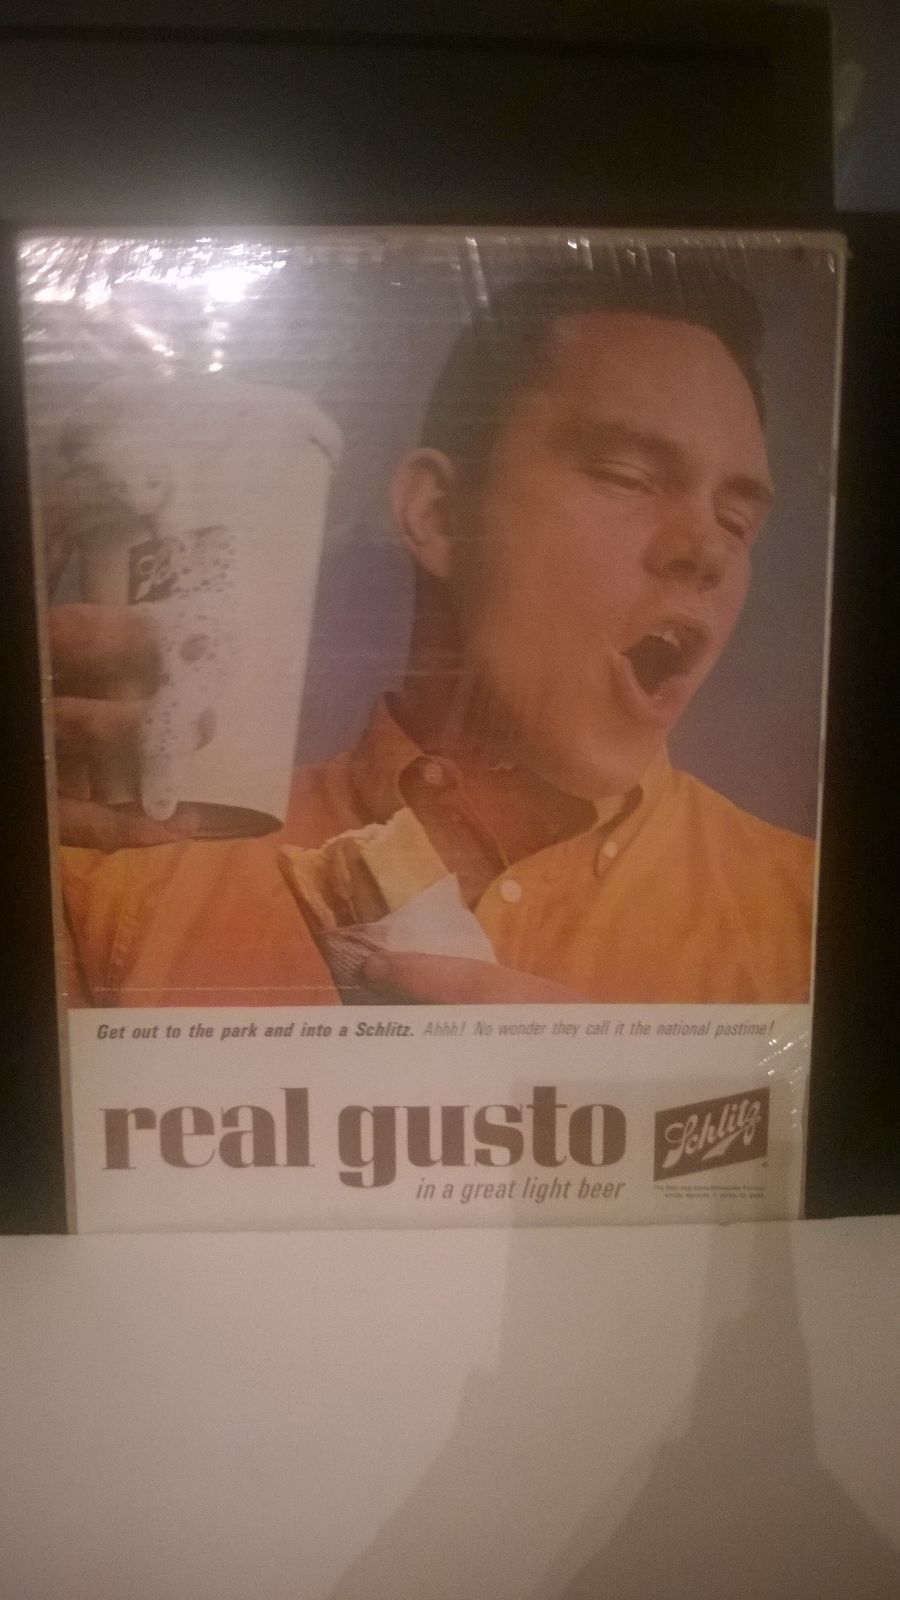 Get out to the park and into a Schlitz. Ahhh! No wonder they call it the national pastime!
real gusto
in a great light beer
Schlitz